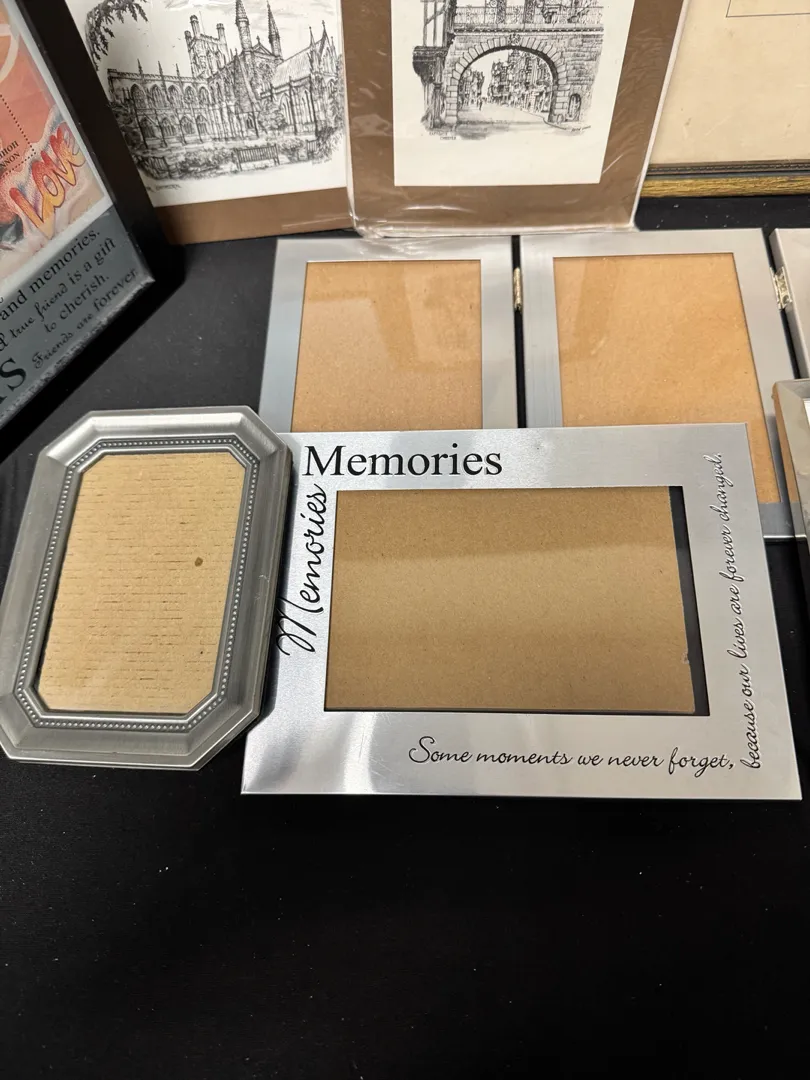 LOVE
and memories.
true friend is a gift
to cherish.
Friends are forever
Memories
Memories
Some moments we never forget,
because our lives are forever changed.